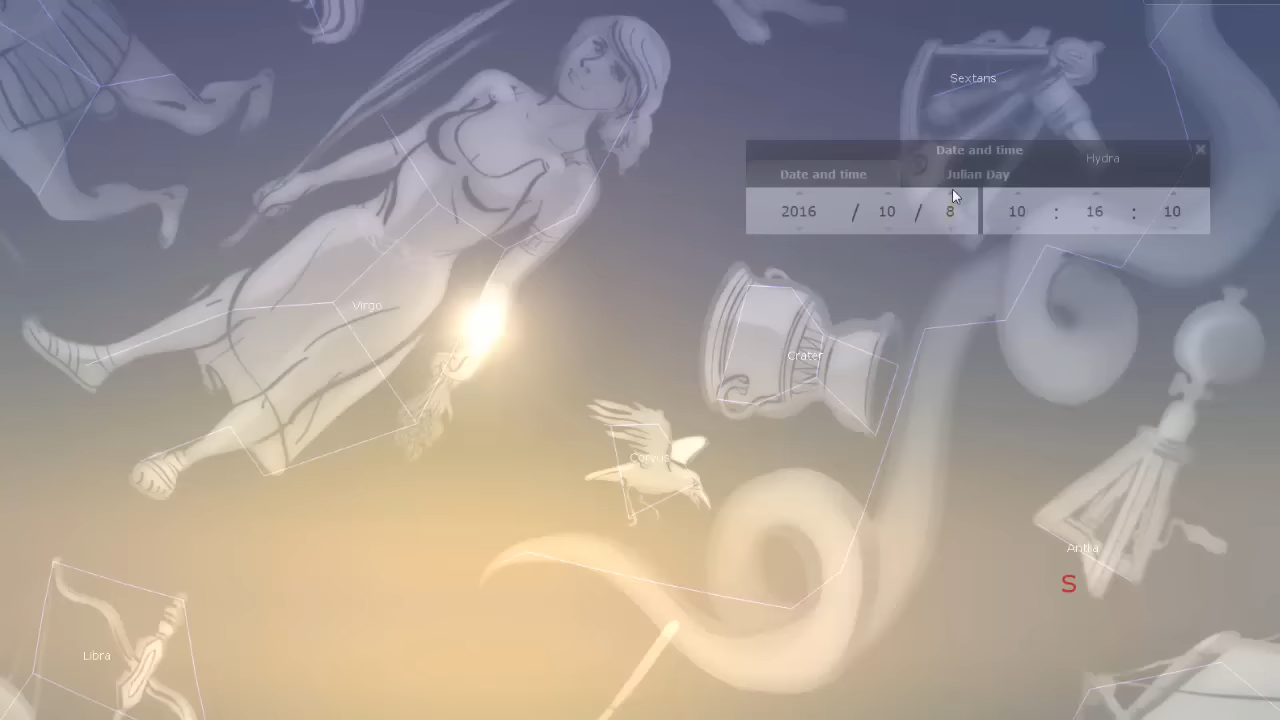 Sextans
Date and time
Hydra
Date and time Julian Day
2016 / 10 / 8 10 : 16 : 10
Virgo
Crater
Corvus
Antlia
S
Libra